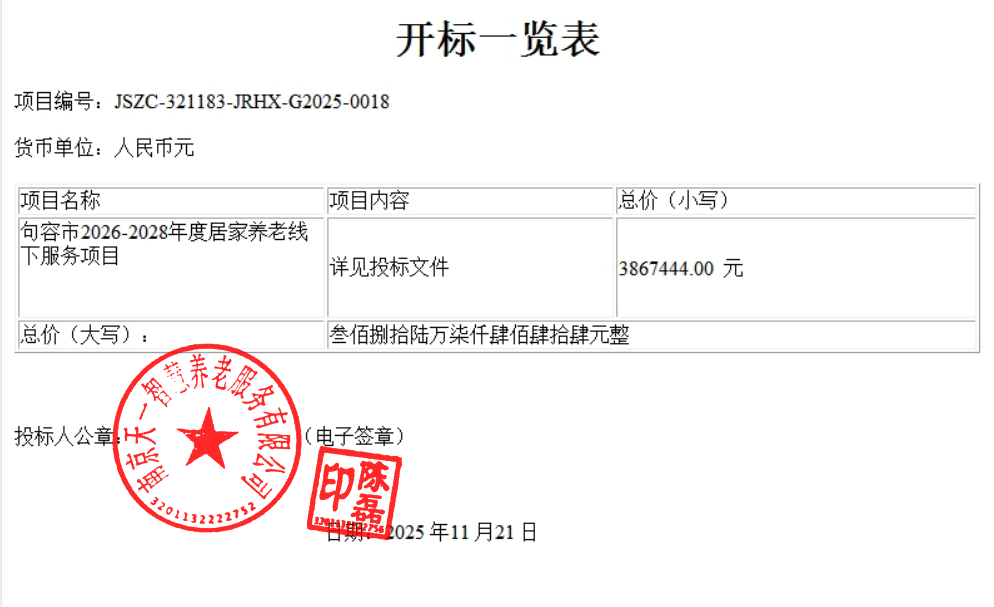 开标一览表
项目编号：JSZC-321183-JRHX-G2025-0018
货币单位：人民币元
项目名称 项目内容 总价（小写）
句容市2026-2028年度居家养老线
下服务项目
详见投标文件
3867444.00 元
总价（大写）： 叁佰捌拾陆万柒仟肆佰肆拾肆元整
投标人公章：（电子签章）
南京天一智慧养老服务有限公司
3201132222752
陈磊印
日期：2025 年11 月21 日